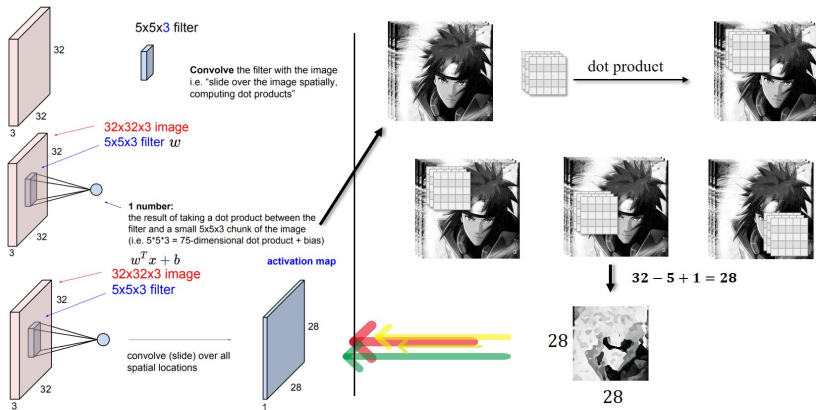 5x5x3 filter
32
32
3
Convolve the filter with the image
i.e. “slide over the image spatially,
computing dot products”
32x32x3 image
5x5x3 filter w
32
32
3
1 number:
the result of taking a dot product between the
filter and a small 5x5x3 chunk of the image
(i.e. 5*5*3 = 75-dimensional dot product + bias)
w^T x + b
32x32x3 image
5x5x3 filter
32
32
3
convolve (slide) over all
spatial locations
activation map
28
28
1
dot product
32 − 5 + 1 = 28
28
28